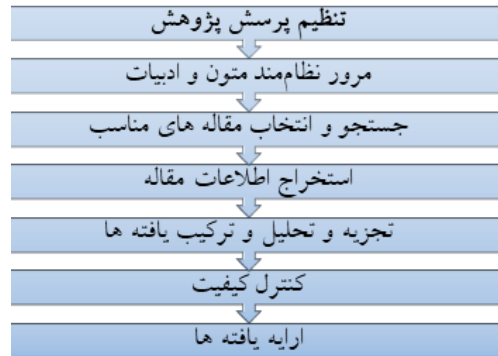 تنظیم پرسش پژوهش
مرور نظام‌مند متون و ادبیات
جستجو و انتخاب مقاله های مناسب
استخراج اطلاعات مقاله
تجزیه و تحلیل و ترکیب یافته ها
کنترل کیفیت
ارایه یافته ها